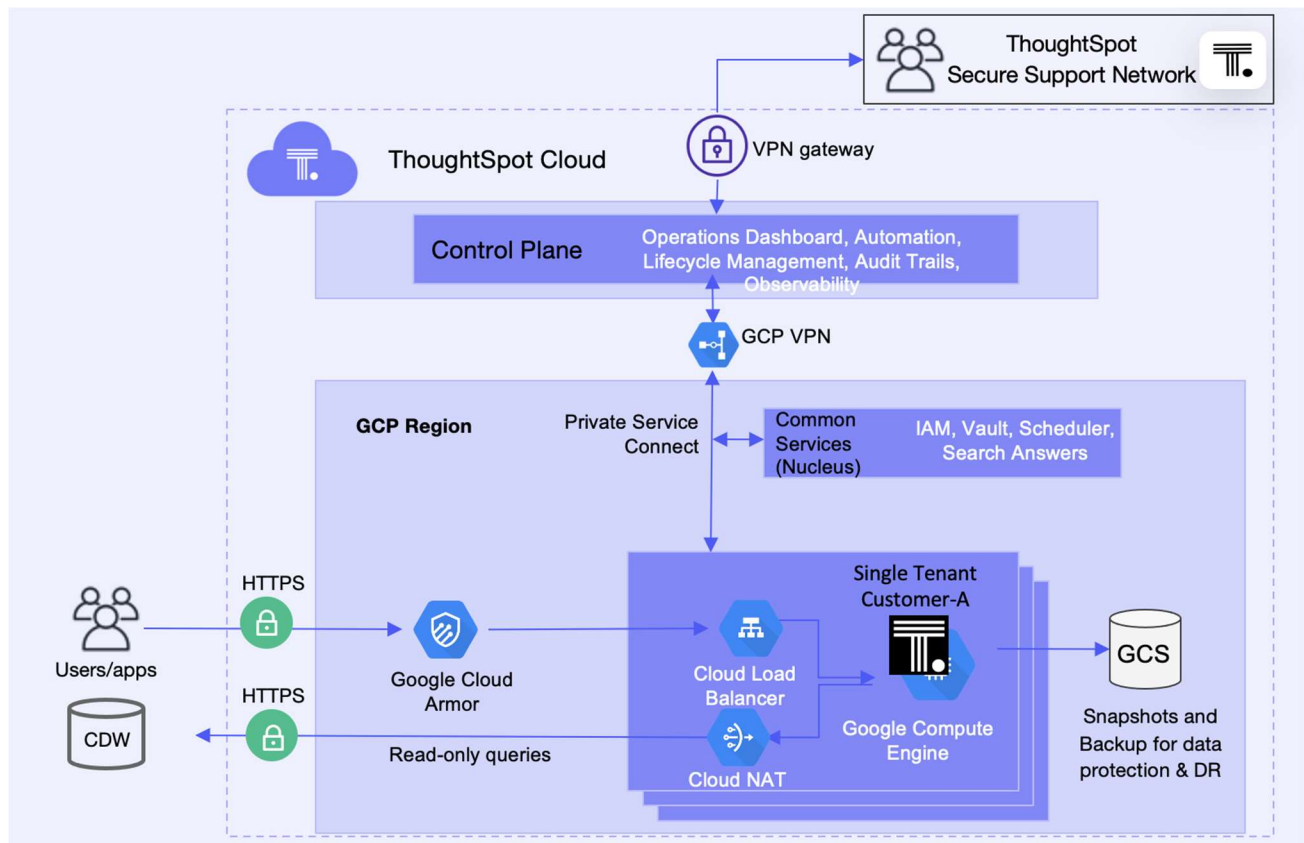 ThoughtSpot
Secure Support Network
ThoughtSpot Cloud
VPN gateway
Control Plane
Operations Dashboard, Automation,
Lifecycle Management, Audit Trails,
Observability
GCP VPN
GCP Region
Private Service
Connect
Common
Services
(Nucleus)
IAM, Vault, Scheduler,
Search Answers
Single Tenant
Customer-A
HTTPS
Users/apps
Google Cloud
Armor
Cloud Load
Balancer
Google Compute
Engine
GCS
Snapshots and
Backup for data
protection & DR
HTTPS
CDW
Read-only queries
Cloud NAT